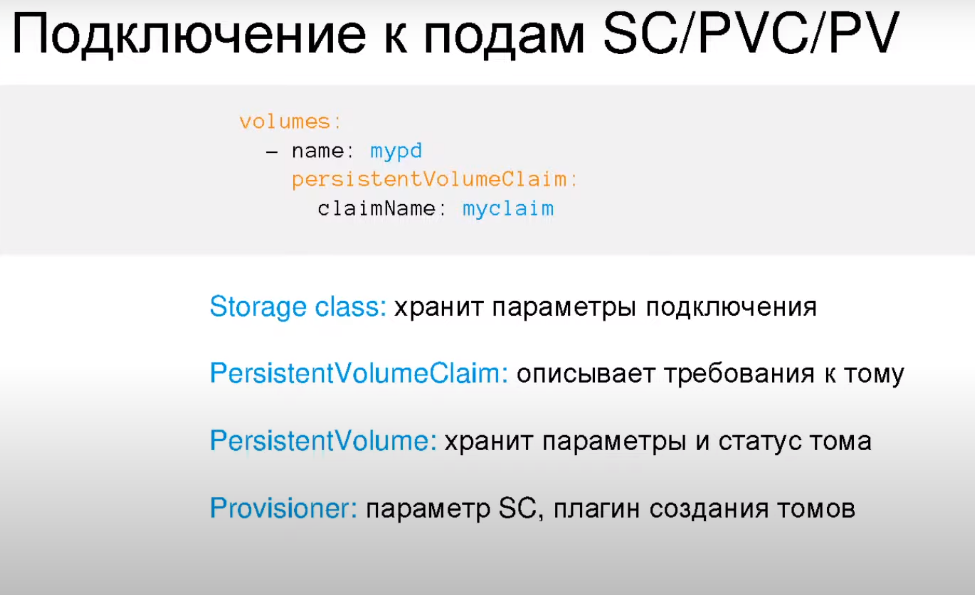 Подключение к подам SC/PVC/PV
volumes:
– name: mypd
persistentVolumeClaim:
claimName: myclaim
Storage class: хранит параметры подключения
PersistentVolumeClaim: описывает требования к тому
PersistentVolume: хранит параметры и статус тома
Provisioner: параметр SC, плагин создания томов